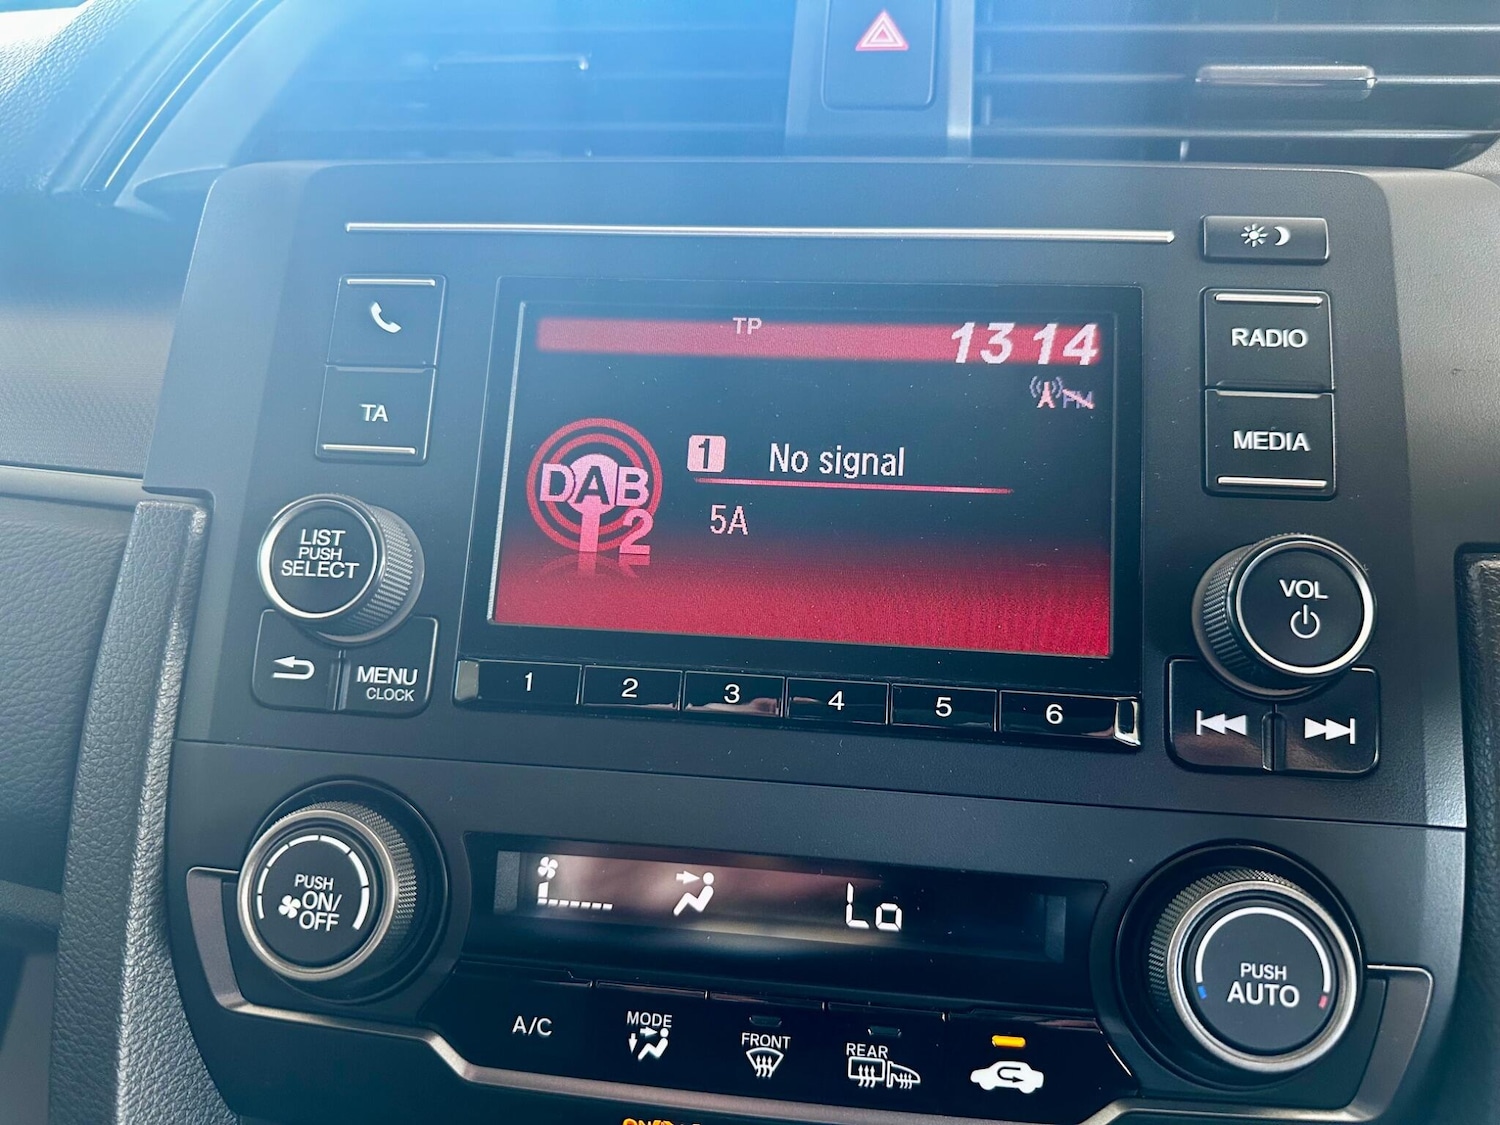 TP
13 14
RADIO
FM
TA
MEDIA
1 No signal
DAB
2
5A
LIST
PUSH
SELECT
VOL
MENU
CLOCK
1 2 3 4 5 6
PUSH
ON/
OFF
Lo
PUSH
AUTO
A/C
MODE
FRONT
REAR